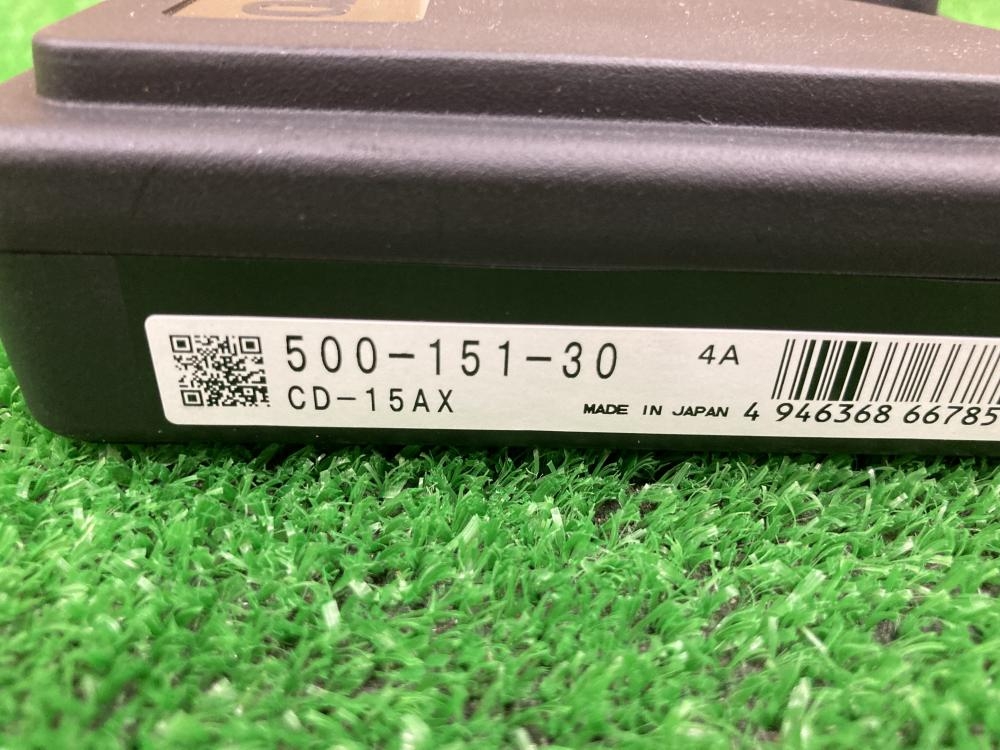 500-151-30
4A
CD-15AX
MADE IN JAPAN
4 946368 66785